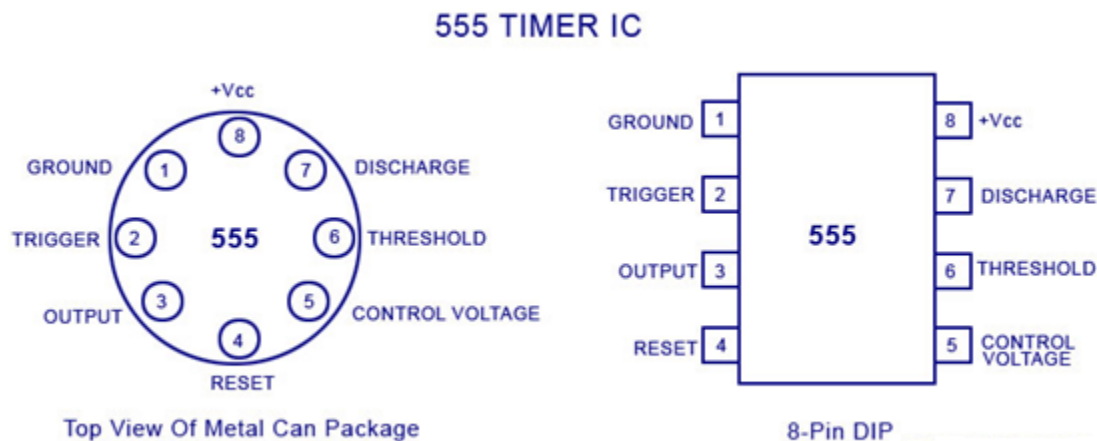 555 TIMER IC
+Vcc
8
GROUND 1
7 DISCHARGE
TRIGGER 2
555
6 THRESHOLD
OUTPUT 3
5 CONTROL VOLTAGE
4
RESET
Top View Of Metal Can Package
GROUND 1
8 +Vcc
TRIGGER 2
7 DISCHARGE
555
OUTPUT 3
6 THRESHOLD
RESET 4
5 CONTROL
VOLTAGE
8-Pin DIP